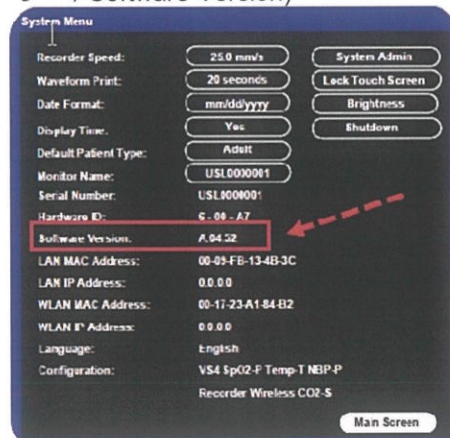 Software Version)
System Menu
Recorder Speed: 25.0 mm/s System Admin
Waveform Print: 20 seconds Lock Touch Screen
Date Format: mm/dd/yyyy Brightness
Display Time: Yes Shutdown
Default Patient Type: Adult
Monitor Name: USL0000001
Serial Number: USL0000001
Hardware ID: 6 - 00 - A7
Software Version: A.04.52
LAN MAC Address: 00-09-FB-13-4B-3C
LAN IP Address: 0.0.0.0
WLAN MAC Address: 00-17-23-A1-84-B2
WLAN IP Address: 0.0.0.0
Language: English
Configuration: VS4 SpO2-P Temp-T NBP-P
Recorder Wireless CO2-S
Main Screen